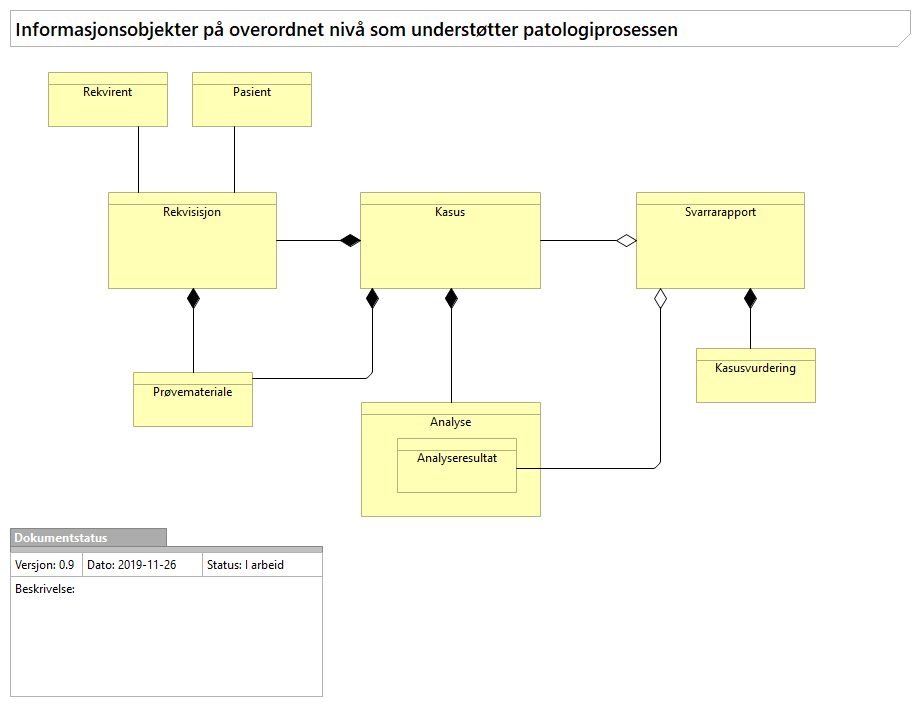 Informasjonsobjekter på overordnet nivå som understøtter patologiprosessen
Rekvirent
Pasient
Rekvisisjon
Kasus
Svarrarapport
Prøvemateriale
Kasusvurdering
Analyse
Analyseresultat
Dokumentstatus
Versjon: 0.9
Dato: 2019-11-26
Status: I arbeid
Beskrivelse: